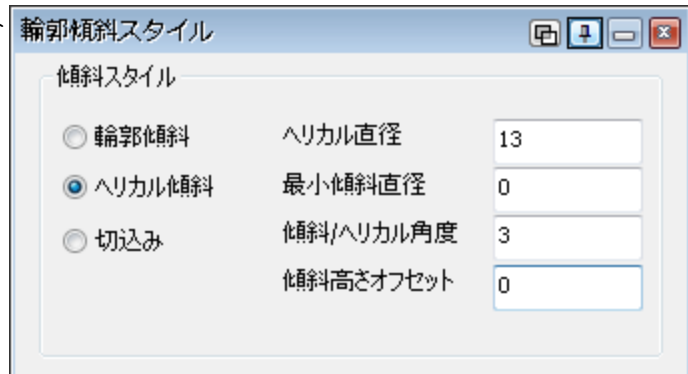 輪郭傾斜スタイル
傾斜スタイル
輪郭傾斜 ヘリカル直径 13
ヘリカル傾斜 最小傾斜直径 0
切込み 傾斜/ヘリカル角度 3
傾斜高さオフセット 0